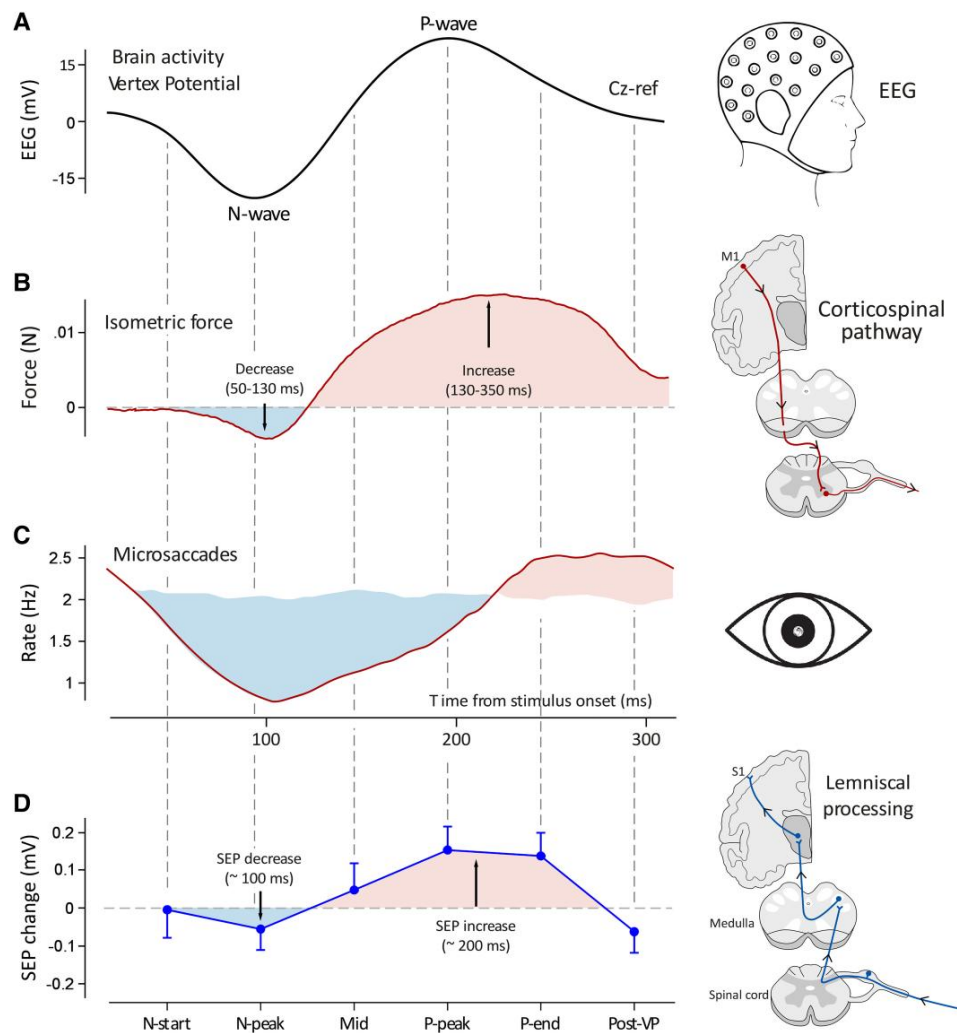 A
P-wave
Brain activity
Vertex Potential
Cz-ref
EEG
EEG (mV)
15
0
-15
N-wave
B
Isometric force
M1
Corticospinal
pathway
Force (N)
.01
0
Decrease
(50-130 ms)
Increase
(130-350 ms)
C
Microsaccades
Rate (Hz)
2.5
2
1.5
1
Time from stimulus onset (ms)
100
200
300
D
SEP change (mV)
0.2
0.1
0
-0.1
-0.2
SEP decrease
(~ 100 ms)
SEP increase
(~ 200 ms)
S1
Lemniscal
processing
Medulla
Spinal cord
N-start
N-peak
Mid
P-peak
P-end
Post-VP